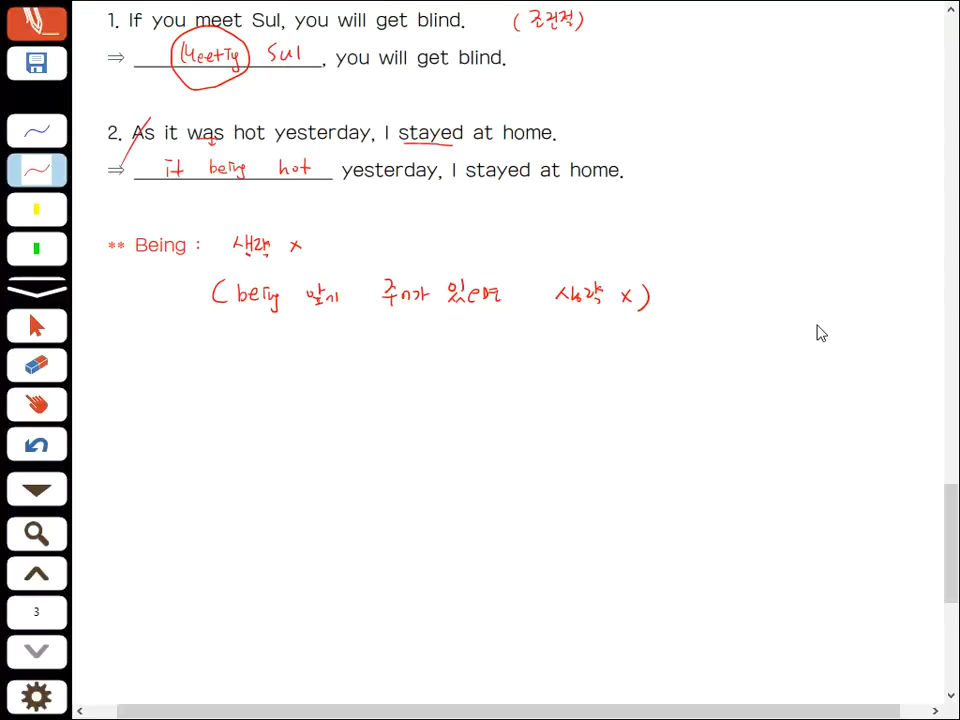 1. If you meet Sul, you will get blind. (조건절)
⇒ Meeting Sul, you will get blind.
2. As it was hot yesterday, I stayed at home.
⇒ it being hot yesterday, I stayed at home.
** Being : 생략 x
(being 앞에 주어가 있으면 생략 x)
3